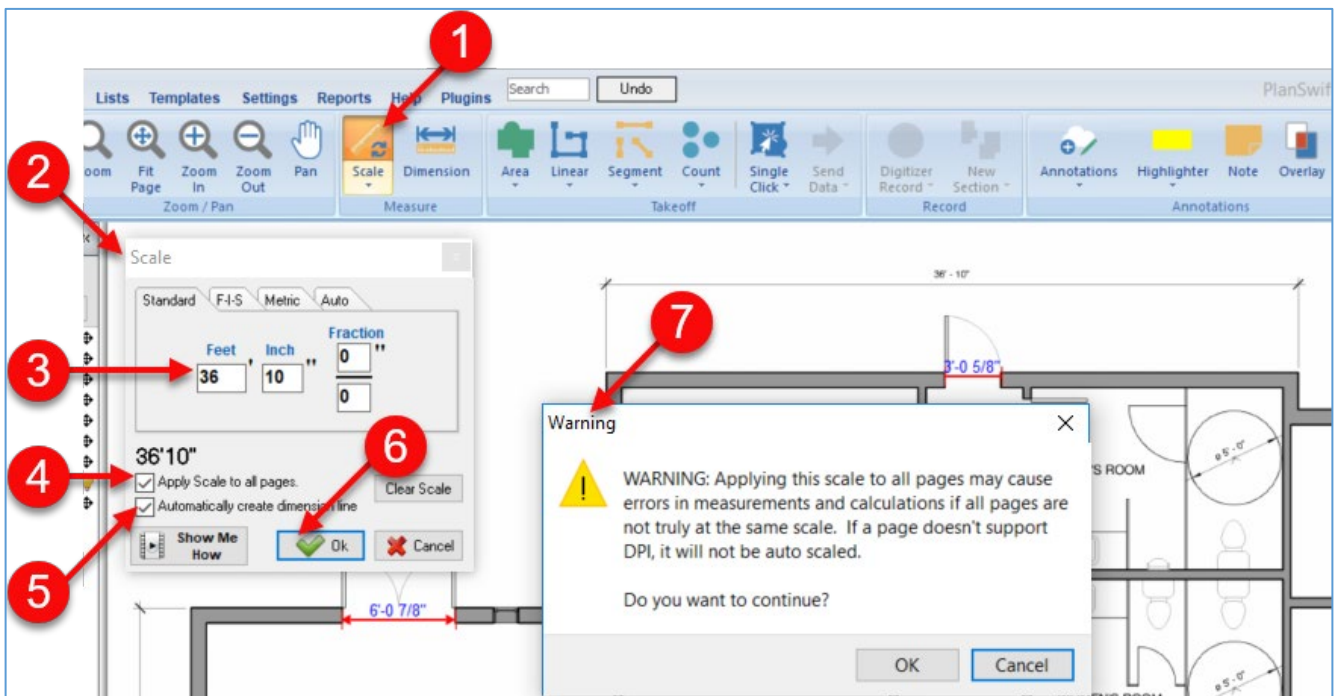 1
Lists Templates Settings Reports Help Plugins Search Undo
Fit Page
Zoom In
Zoom Out
Pan
Scale
Dimension
Area
Linear
Segment
Count
Single Click
Send Data
Digitizer Record
New Section
Annotations
Highlighter
Note
Overlay
Zoom / Pan
Measure
Takeoff
Record
Annotations
2
Scale
Standard F-I-S Metric Auto
Feet Inch Fraction
3
36 ' 10 " 0 "
0
36'10"
4
Apply Scale to all pages.
Clear Scale
5
Automatically create dimension line
6
Show Me How
Ok
Cancel
36' - 10"
7
3'-0 5/8"
6'-0 7/8"
Warning
WARNING: Applying this scale to all pages may cause
errors in measurements and calculations if all pages are
not truly at the same scale. If a page doesn't support
DPI, it will not be auto scaled.
Do you want to continue?
OK Cancel
ROOM
ø 5'-0"
ø 5'-0"